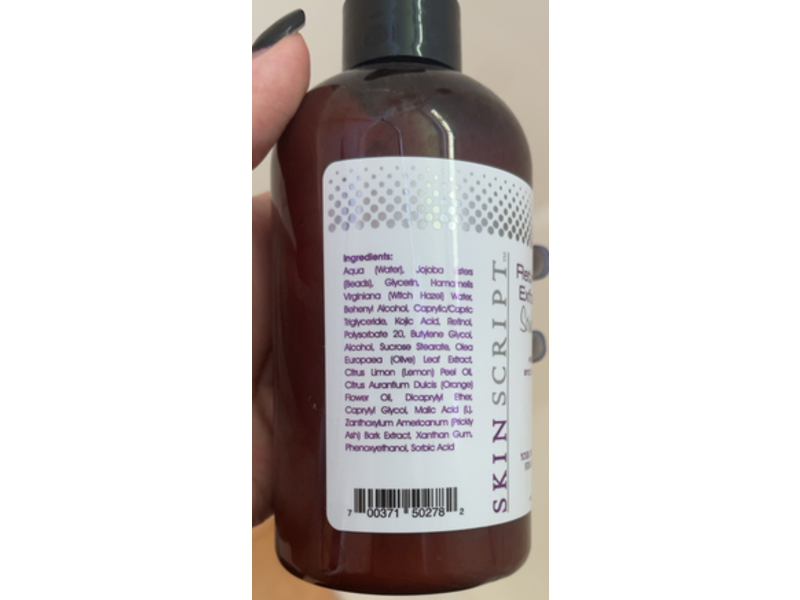 Ingredients:
Aqua (Water), Jojoba Esters
(Beads), Glycerin, Hamamelis
Virginiana (Witch Hazel) Water,
Behenyl Alcohol, Caprylic/Capric
Triglyceride, Kojic Acid, Retinol,
Polysorbate 20, Butylene Glycol,
Alcohol, Sucrose Stearate, Olea
Europaea (Olive) Leaf Extract,
Citrus Limon (Lemon) Peel Oil,
Citrus Aurantium Dulcis (Orange)
Flower Oil, Dicaprylyl Ether,
Caprylyl Glycol, Malic Acid (L),
Zanthoxylum Americanum (Prickly
Ash) Bark Extract, Xanthan Gum,
Phenoxyethanol, Sorbic Acid
7 00371 50278 2
SKIN SCRIPT™